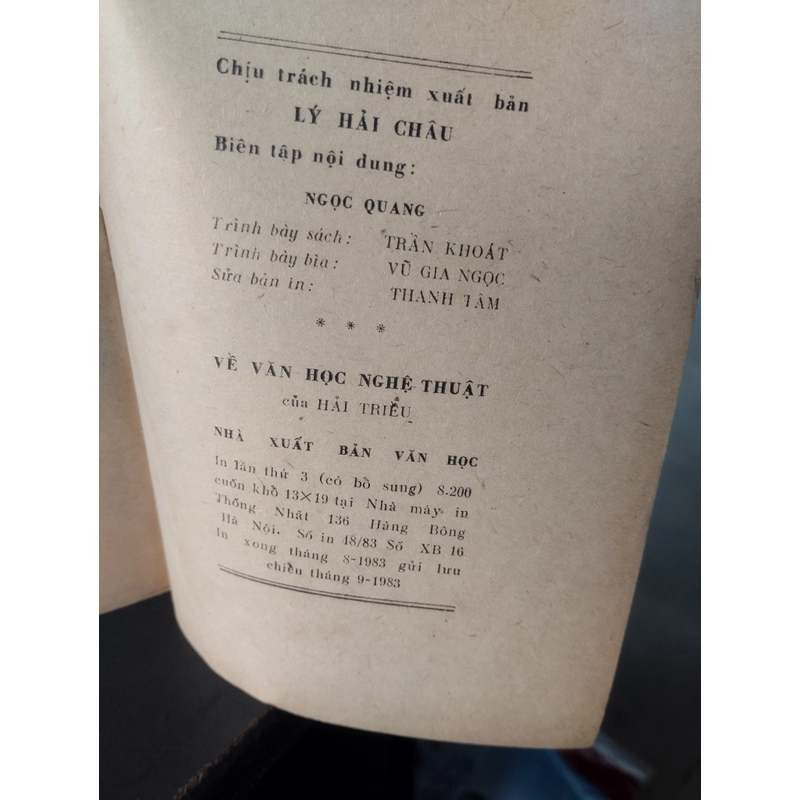 Chịu trách nhiệm xuất bản
LÝ HẢI CHÂU
Biên tập nội dung:
NGỌC QUANG
Trình bày sách: TRẦN KHOÁT
Trình bày bìa: VŨ GIA NGỌC
Sửa bản in: THANH TÂM
* * *
VỀ VĂN HỌC NGHỆ THUẬT
của HẢI TRIỀU
NHÀ XUẤT BẢN VĂN HỌC
In lần thứ 3 (có bổ sung) 8.200
cuốn khổ 13×19 tại Nhà máy in
Thống Nhất 136 Hàng Bông
Hà Nội. Số in 48/83 Số XB 16
In xong tháng 8-1983 gửi lưu
chiểu tháng 9-1983